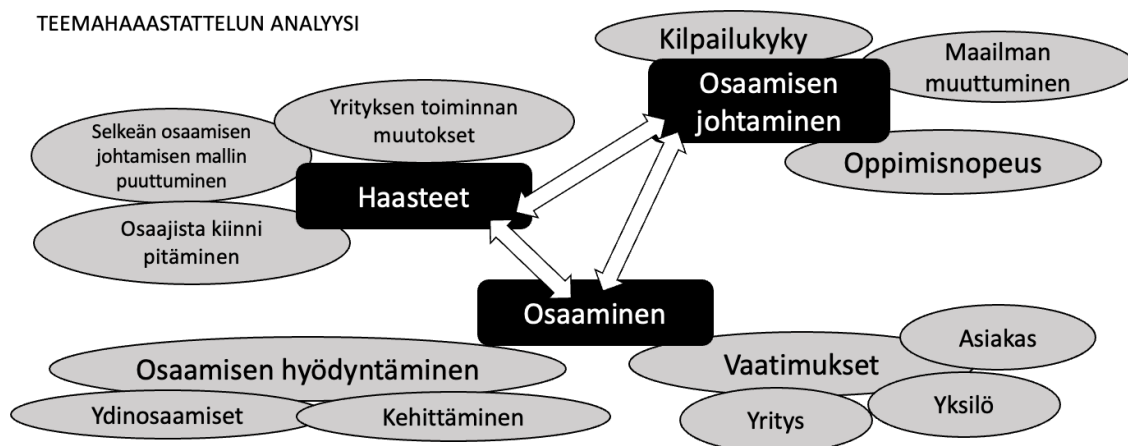 TEEMAHAAASTATTELUN ANALYYSI
Kilpailukyky
Maailman
muuttuminen
Osaamisen
johtaminen
Oppimisnopeus
Yrityksen toiminnan
muutokset
Selkeän osaamisen
johtamisen mallin
puuttuminen
Haasteet
Osaajista kiinni
pitäminen
Osaaminen
Osaamisen hyödyntäminen
Ydinosaamiset
Kehittäminen
Vaatimukset
Asiakas
Yksilö
Yritys